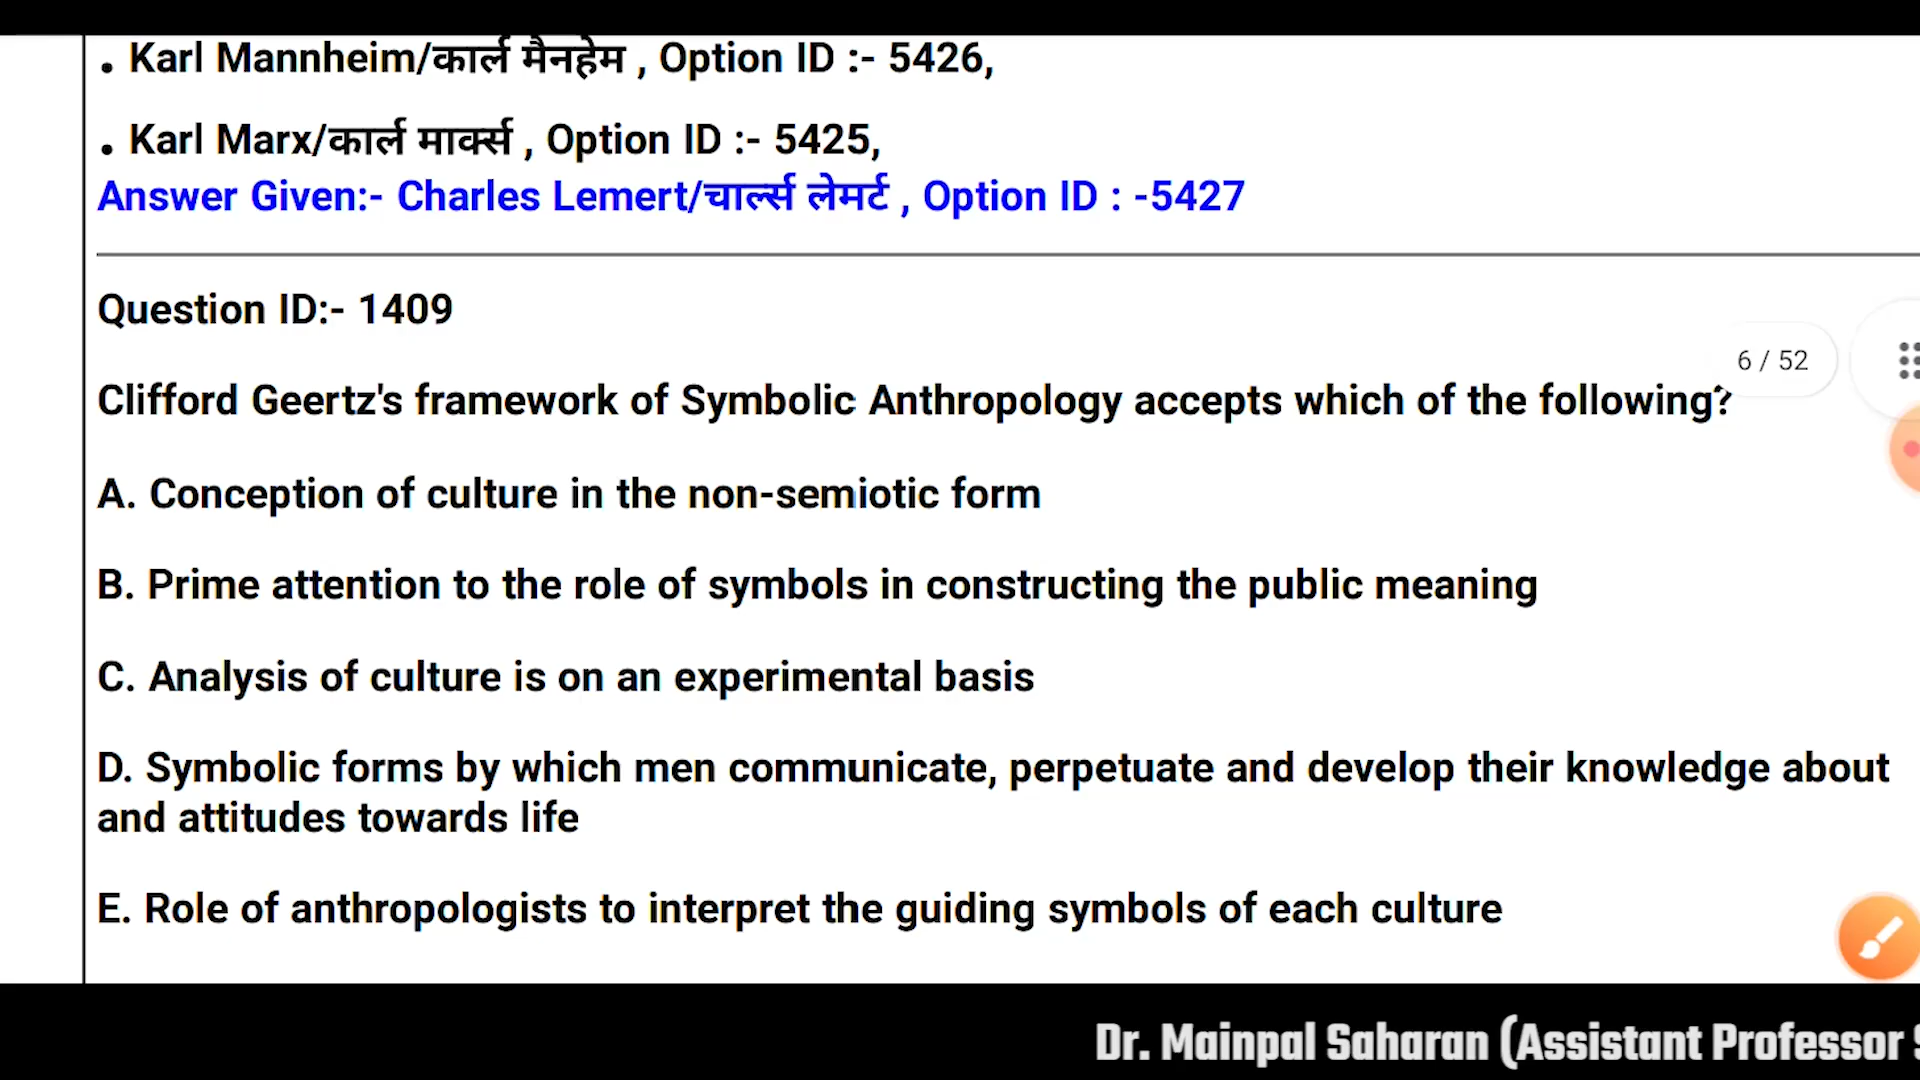 . Karl Mannheim/कार्ल मैनहेम , Option ID :- 5426,
. Karl Marx/कार्ल मार्क्स , Option ID :- 5425,
Answer Given:- Charles Lemert/चार्ल्स लेमर्ट , Option ID : -5427
Question ID:- 1409
6 / 52
Clifford Geertz's framework of Symbolic Anthropology accepts which of the following?
A. Conception of culture in the non-semiotic form
B. Prime attention to the role of symbols in constructing the public meaning
C. Analysis of culture is on an experimental basis
D. Symbolic forms by which men communicate, perpetuate and develop their knowledge about
and attitudes towards life
E. Role of anthropologists to interpret the guiding symbols of each culture
Dr. Mainpal Saharan (Assistant Professor